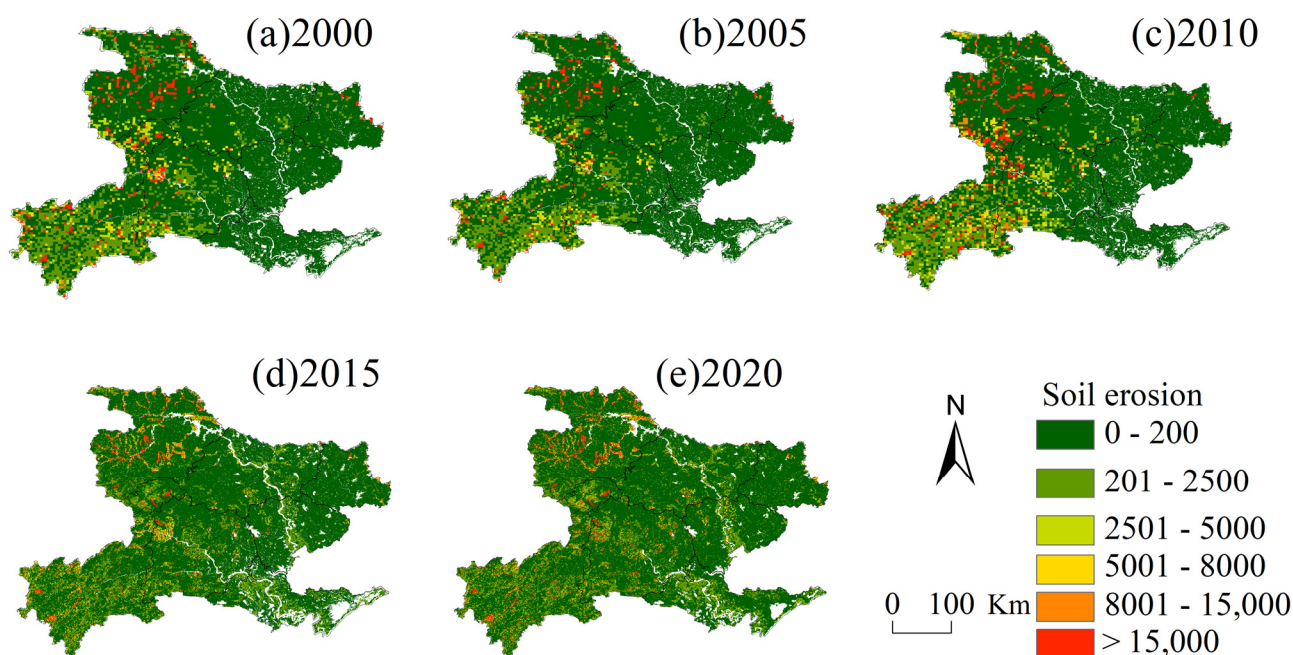 (a)2000
(b)2005
(c)2010
(d)2015
(e)2020
N
0 100 Km
Soil erosion
0 - 200
201 - 2500
2501 - 5000
5001 - 8000
8001 - 15,000
> 15,000